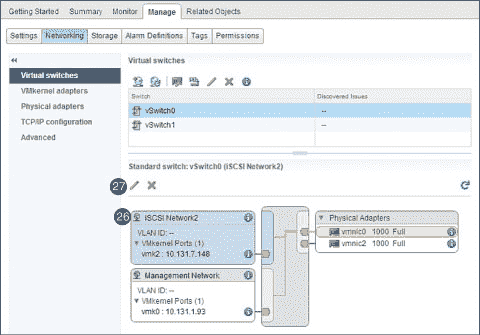 Getting Started Summary Monitor Manage Related Objects
Settings Networking Storage Alarm Definitions Tags Permissions
Virtual switches
VMkernel adapters
Physical adapters
TCP/IP configuration
Advanced
Virtual switches
Switch Discovered Issues
vSwitch0 --
vSwitch1 --
Standard switch: vSwitch0 (iSCSI Network2)
27
26
iSCSI Network2
VLAN ID: --
VMkernel Ports (1)
vmk2 : 10.131.7.148
Management Network
VLAN ID: --
VMkernel Ports (1)
vmk0 : 10.131.1.93
Physical Adapters
vmnic0 1000 Full
vmnic2 1000 Full